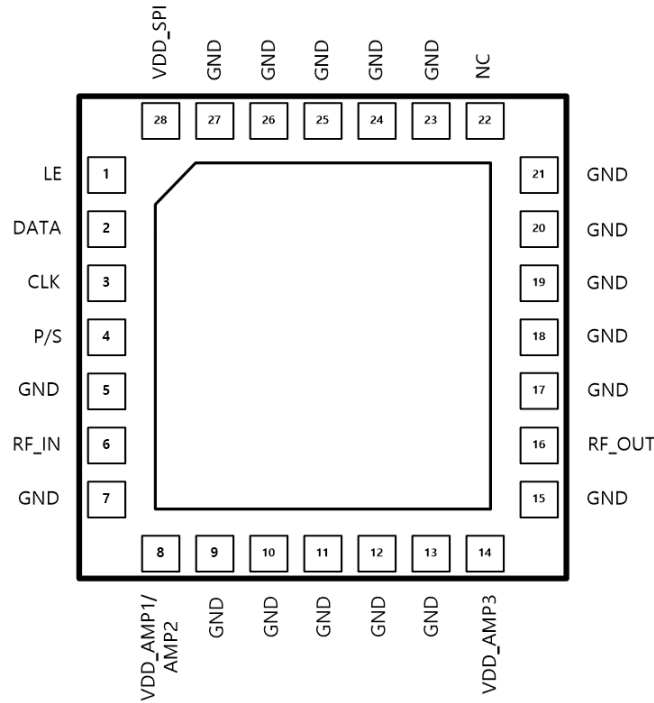 VDD_SPI
GND
GND
GND
GND
GND
NC
28
27
26
25
24
23
22
LE
1
21
GND
DATA
2
20
GND
CLK
3
19
GND
P/S
4
18
GND
GND
5
17
GND
RF_IN
6
16
RF_OUT
GND
7
15
GND
8
9
10
11
12
13
14
VDD_AMP1/
AMP2
GND
GND
GND
GND
GND
VDD_AMP3